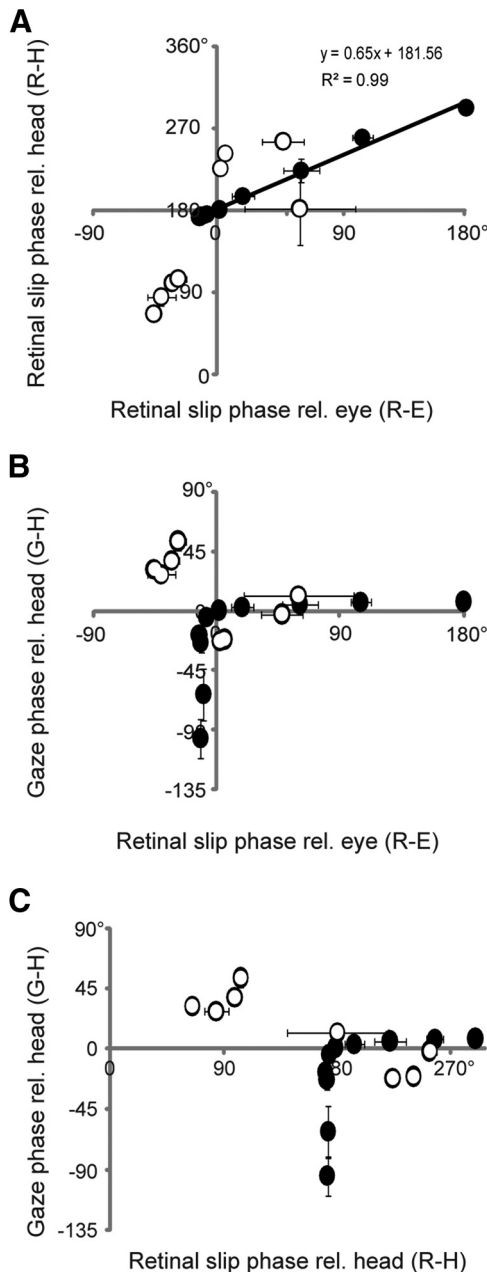 A
360°
y = 0.65x + 181.56
R² = 0.99
270
180
-90
0
90
180°
90
0
Retinal slip phase rel. head (R-H)
Retinal slip phase rel. eye (R-E)
B
90°
45
0
-90
0
90
180°
-45
-90
-135
Gaze phase rel. head (G-H)
Retinal slip phase rel. eye (R-E)
C
90°
45
0
0
90
180
270°
-45
-90
-135
Gaze phase rel. head (G-H)
Retinal slip phase rel. head (R-H)